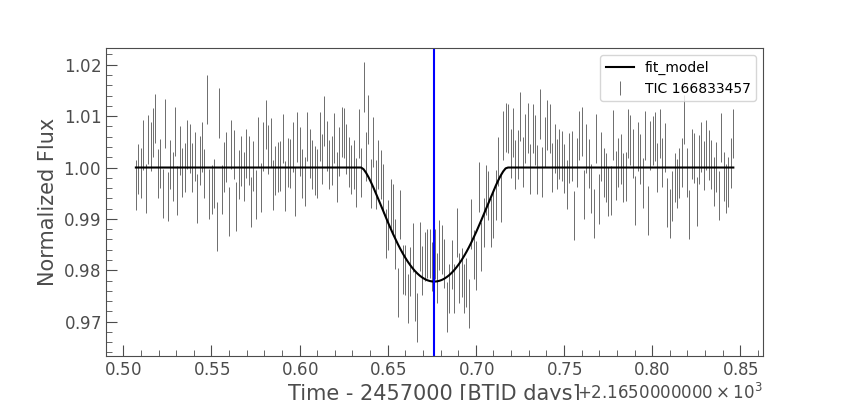 fit_model
TIC 166833457
Normalized Flux
1.02
1.01
1.00
0.99
0.98
0.97
0.50 0.55 0.60 0.65 0.70 0.75 0.80 0.85
Time - 2457000 [BTJD days]
+2.1650000000 × 10³